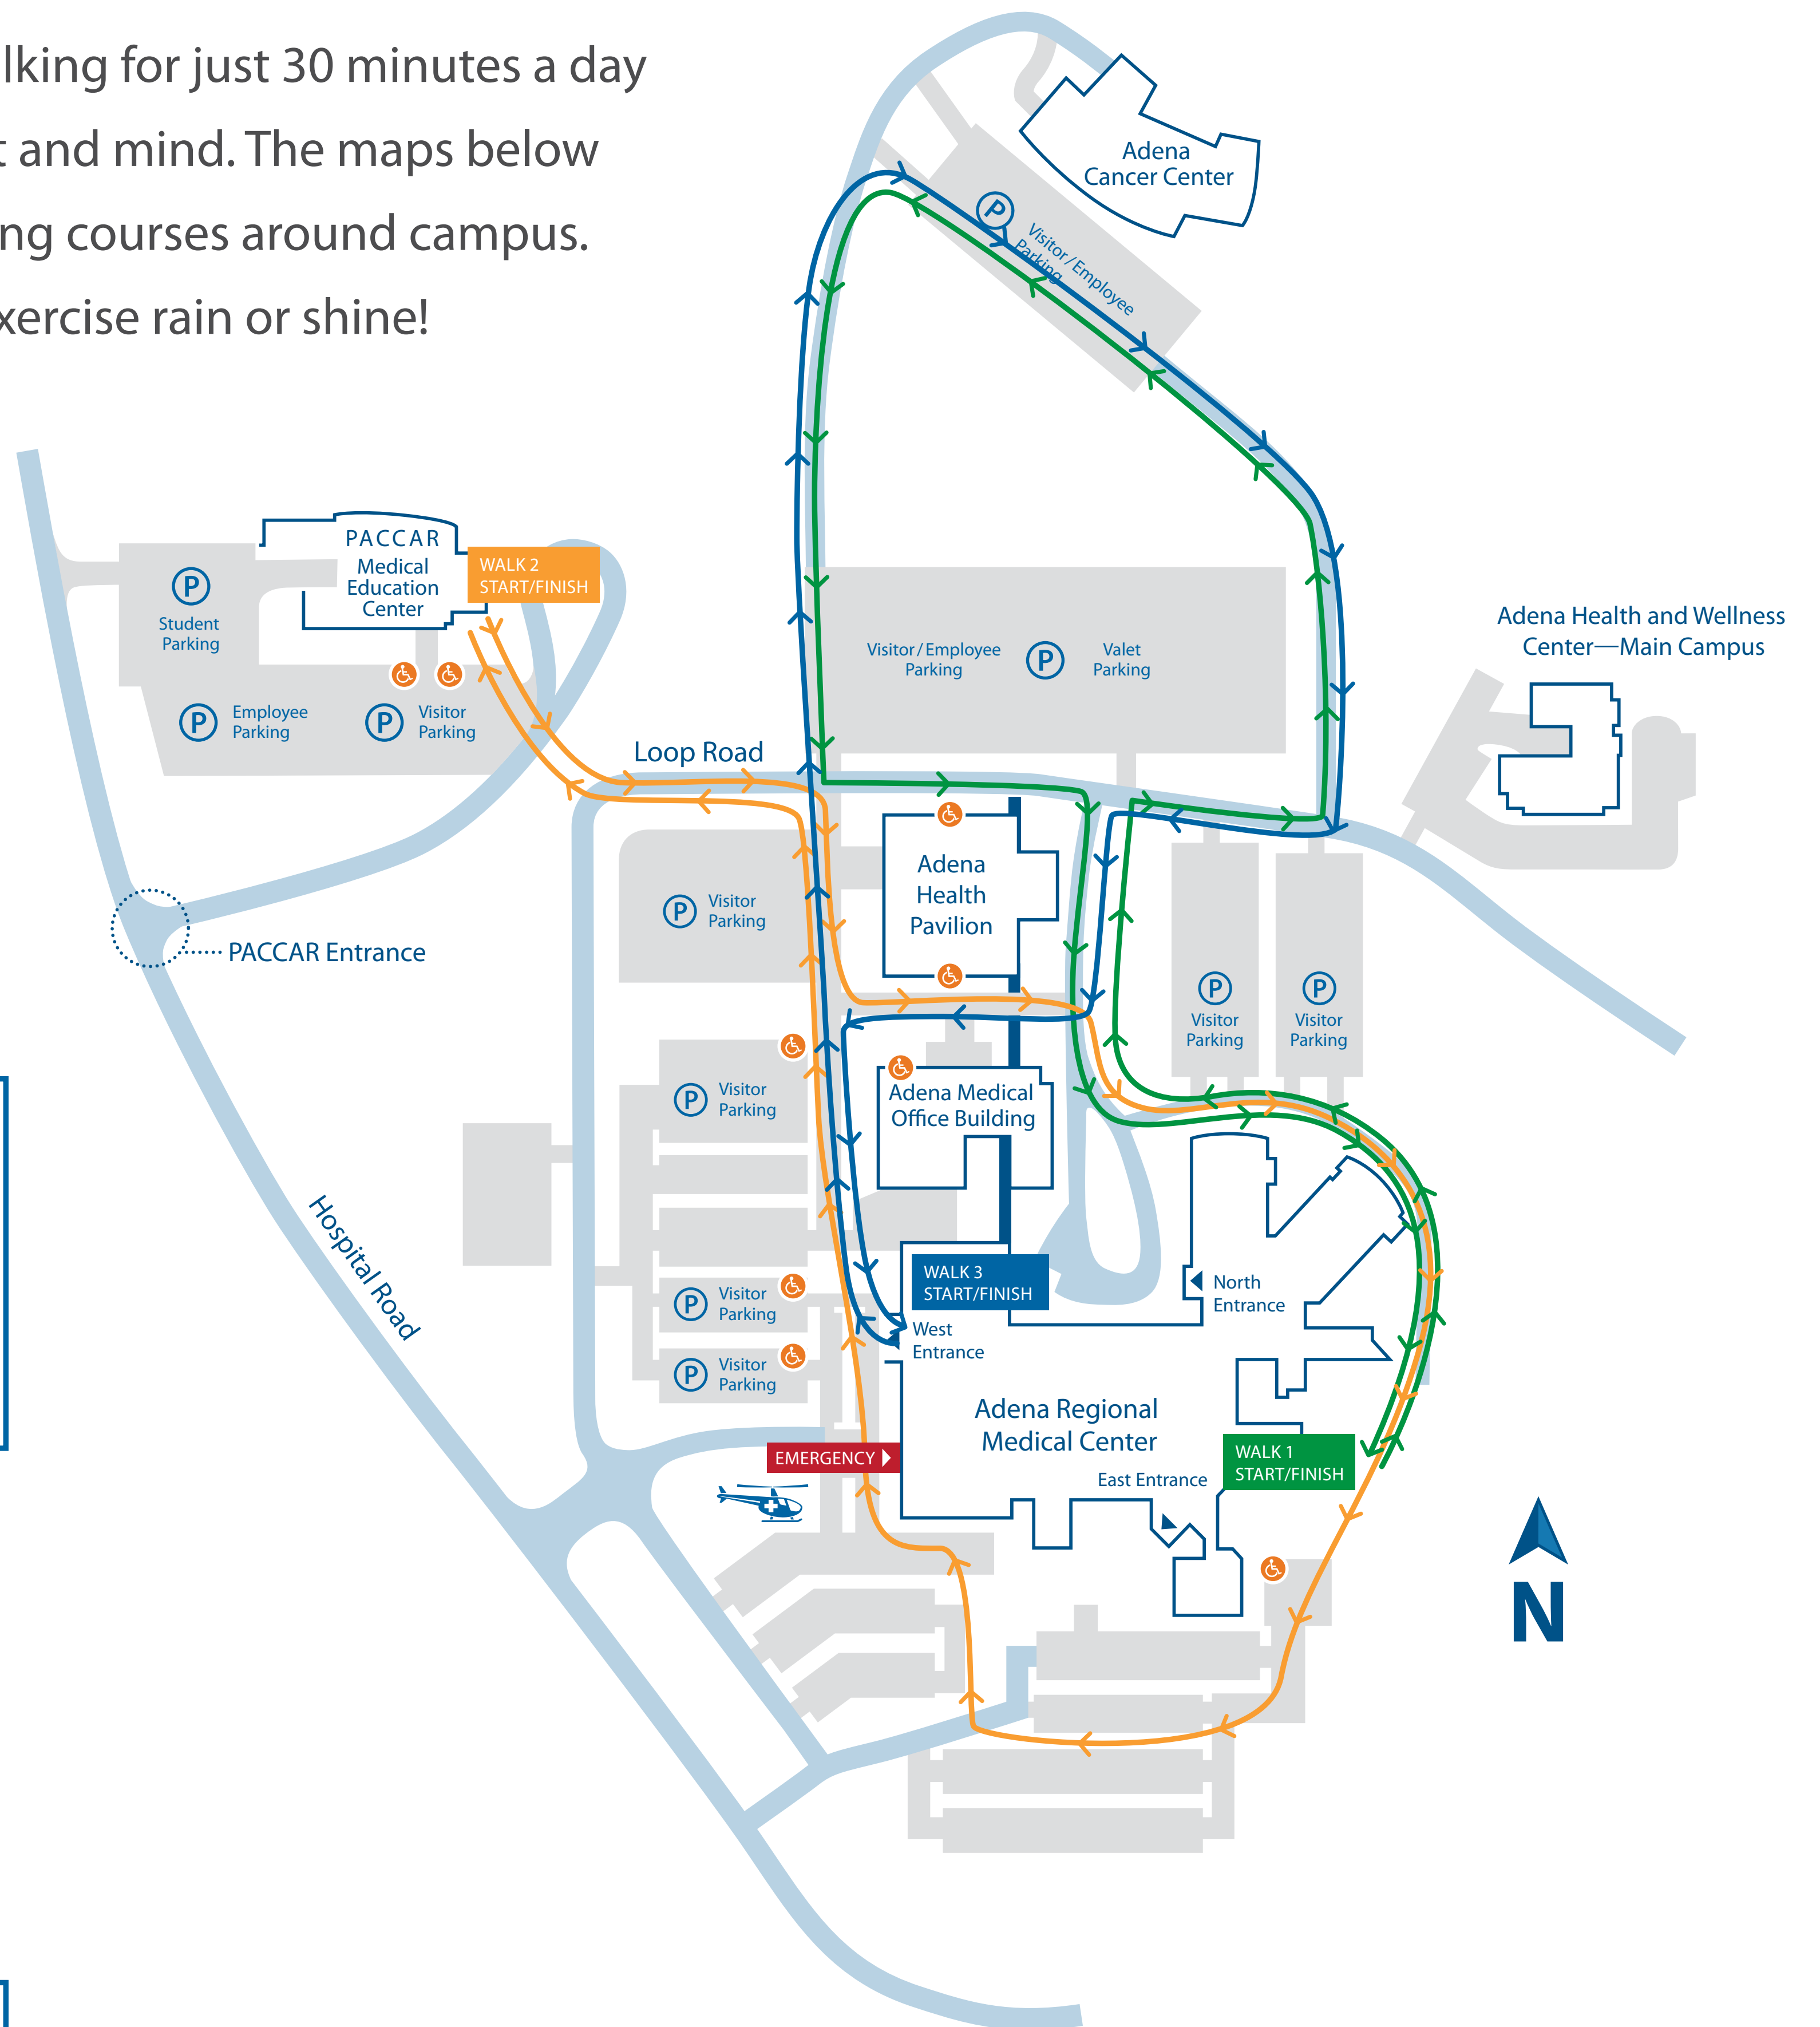 lking for just 30 minutes a day
t and mind. The maps below
ng courses around campus.
xercise rain or shine!
Adena
Cancer Center
P
Visitor / Employee
Parking
PACCAR
Medical
Education
Center
WALK 2
START/FINISH
P
Student
Parking
P
Employee
Parking
P
Visitor
Parking
Loop Road
Visitor / Employee
Parking
P
Valet
Parking
Adena Health and Wellness
Center—Main Campus
PACCAR Entrance
P
Visitor
Parking
Adena
Health
Pavilion
P
Visitor
Parking
P
Visitor
Parking
P
Visitor
Parking
Adena Medical
Office Building
Hospital Road
P
Visitor
Parking
P
Visitor
Parking
WALK 3
START/FINISH
West
Entrance
North
Entrance
Adena Regional
Medical Center
EMERGENCY
East Entrance
WALK 1
START/FINISH
N